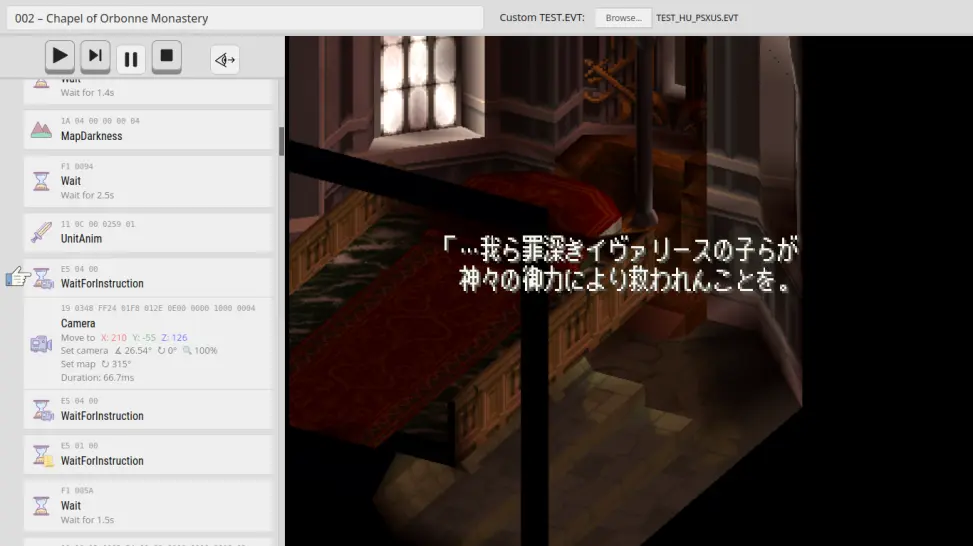 002 – Chapel of Orbonne Monastery
Custom TEST.EVT: Browse... TEST_HU_PSXUS.EVT
Wait
Wait for 1.4s
1A 04 00 00 00 04
MapDarkness
F1 0094
Wait
Wait for 2.5s
11 0C 00 0259 01
UnitAnim
E5 04 00
WaitForInstruction
19 0348 FF24 01F8 012E 0E00 0000 1000 0004
Camera
Move to X: 210 Y: -55 Z: 126
Set camera ∡ 26.54° ↻ 0° 🔍 100%
Set map ↻ 315°
Duration: 66.7ms
E5 04 00
WaitForInstruction
E5 01 00
WaitForInstruction
F1 005A
Wait
Wait for 1.5s
「…我ら罪深きイヴァリースの子らが
神々の御力により救われんことを。